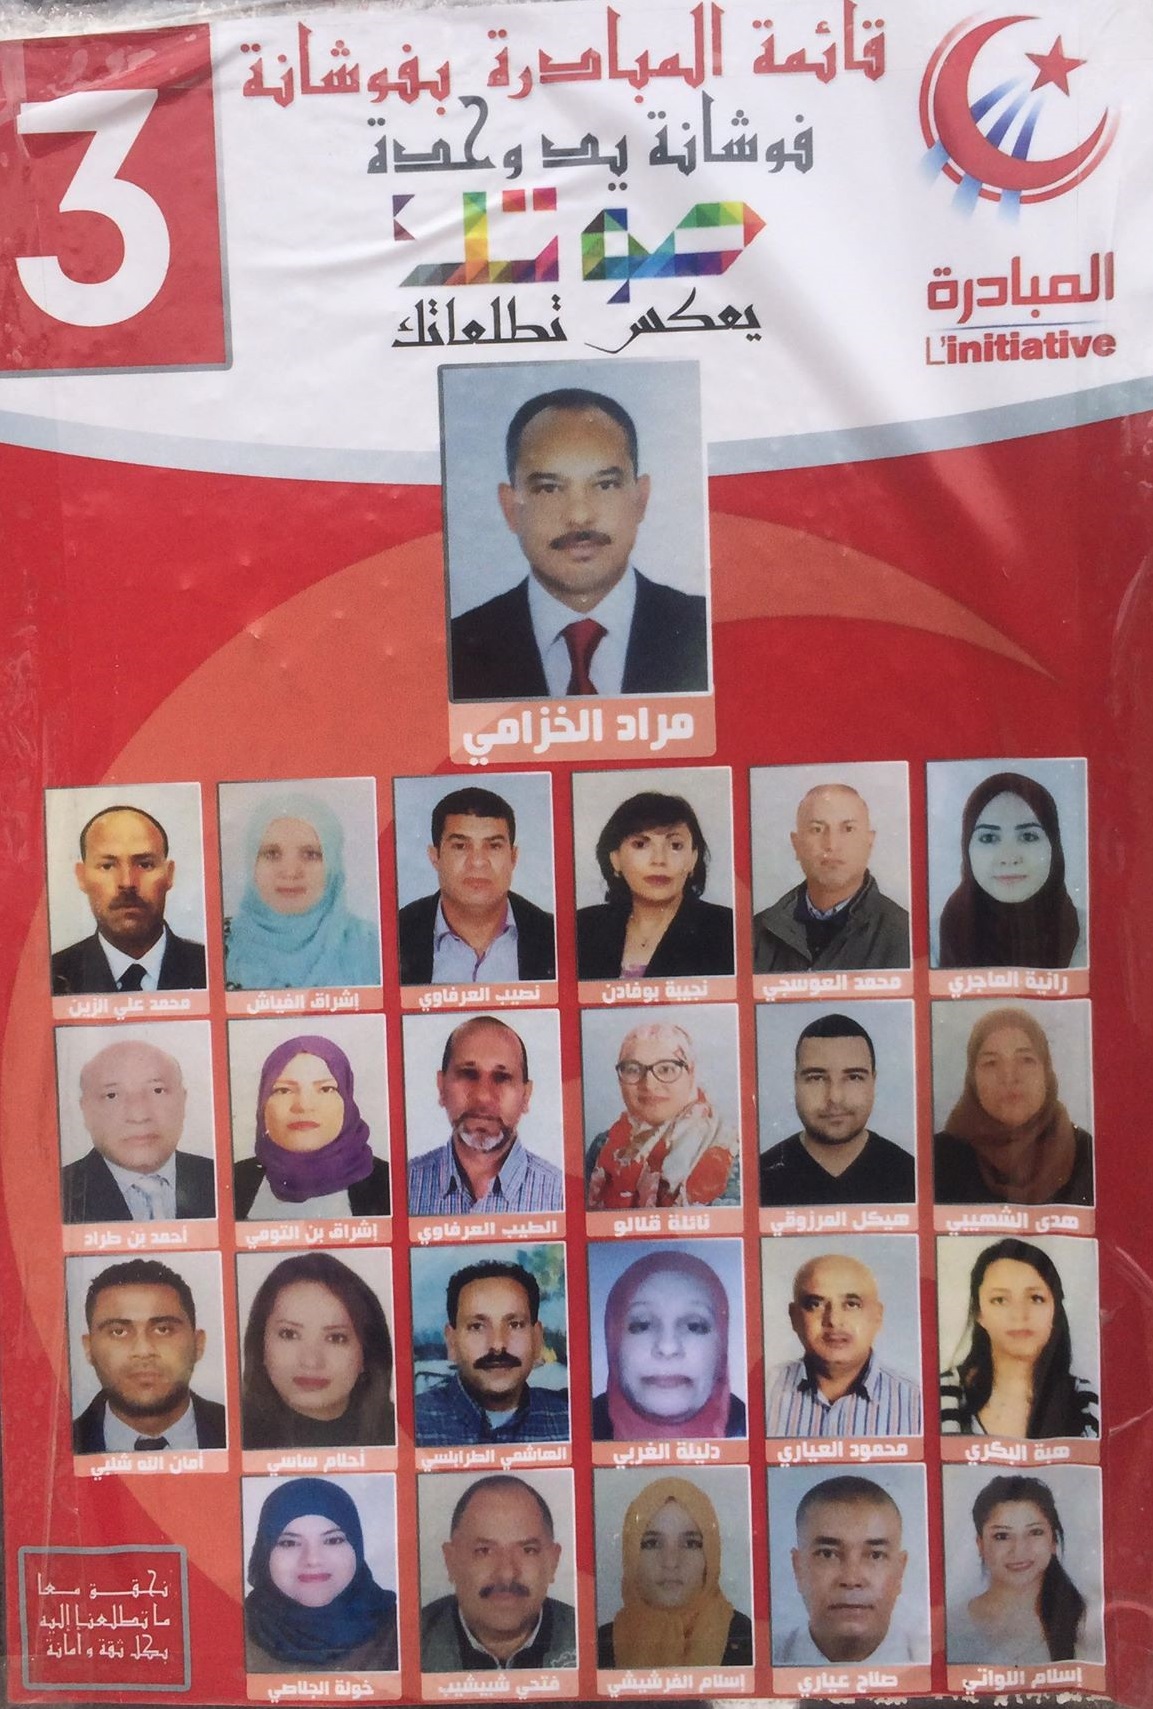 قائمة المبادرة بفوشانة
3
فوشانة يد وحدة
صوتك
يعكس تطلعاتك
المبادرة
L'initiative
مراد الخزامي
رانية الماجري
محمد العوسجي
نجيبة بوفادن
نصيب العرفاوي
إشراق الفياش
محمد علي الزين
هدى الشهيبي
هيكل المرزوقي
نائلة قنالو
الطيب العرفاوي
إشراق بن التومي
أحمد بن طراد
هبة البكري
محمود العياري
دليلة الغربي
الهاشمي الطرابلسي
أحلام ساسي
أمان الله شلبي
إسلام اللواتي
صلاح عياري
إسلام الفرشيشي
فتحي شبيشيب
خولة الجلاصي
نحقق معا
ما تطلعنا إليه
بكل ثقة و أمانة